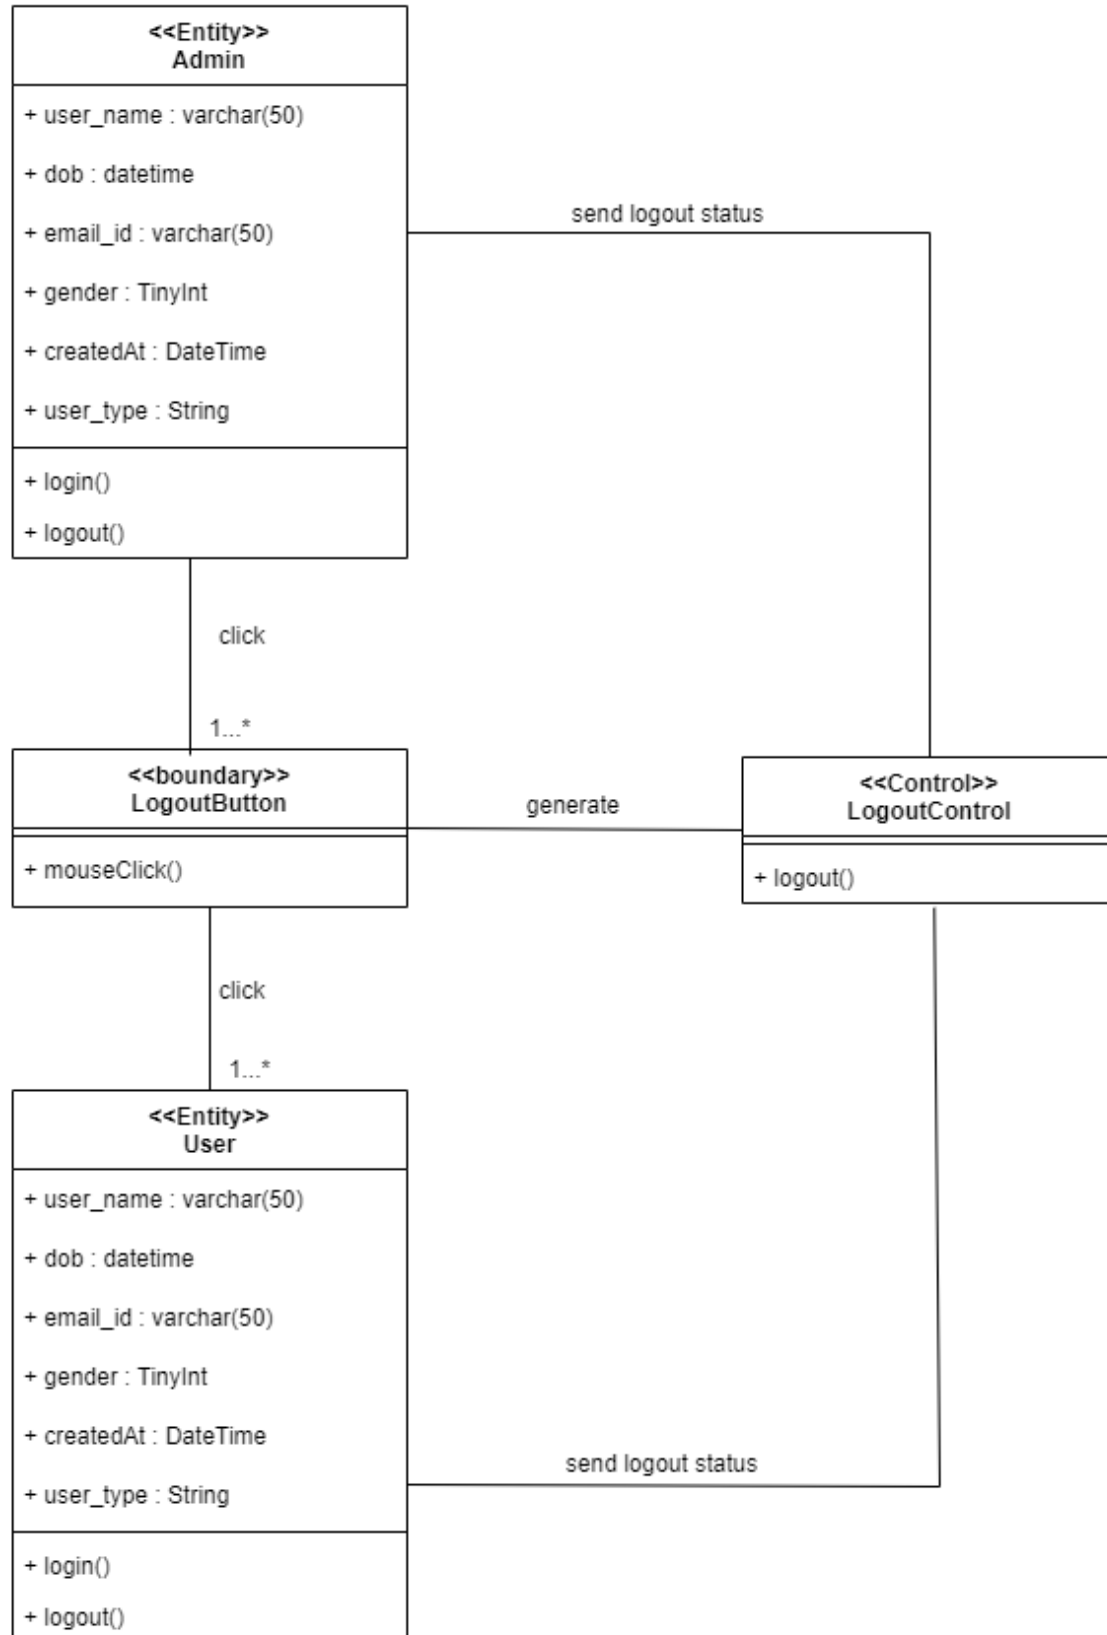 <<Entity>>
Admin
+ user_name : varchar(50)
+ dob : datetime
+ email_id : varchar(50)
+ gender : TinyInt
+ createdAt : DateTime
+ user_type : String
+ login()
+ logout()
send logout status
click
1...*
<<boundary>>
LogoutButton
+ mouseClick()
generate
<<Control>>
LogoutControl
+ logout()
click
1...*
<<Entity>>
User
+ user_name : varchar(50)
+ dob : datetime
+ email_id : varchar(50)
+ gender : TinyInt
+ createdAt : DateTime
+ user_type : String
+ login()
+ logout()
send logout status